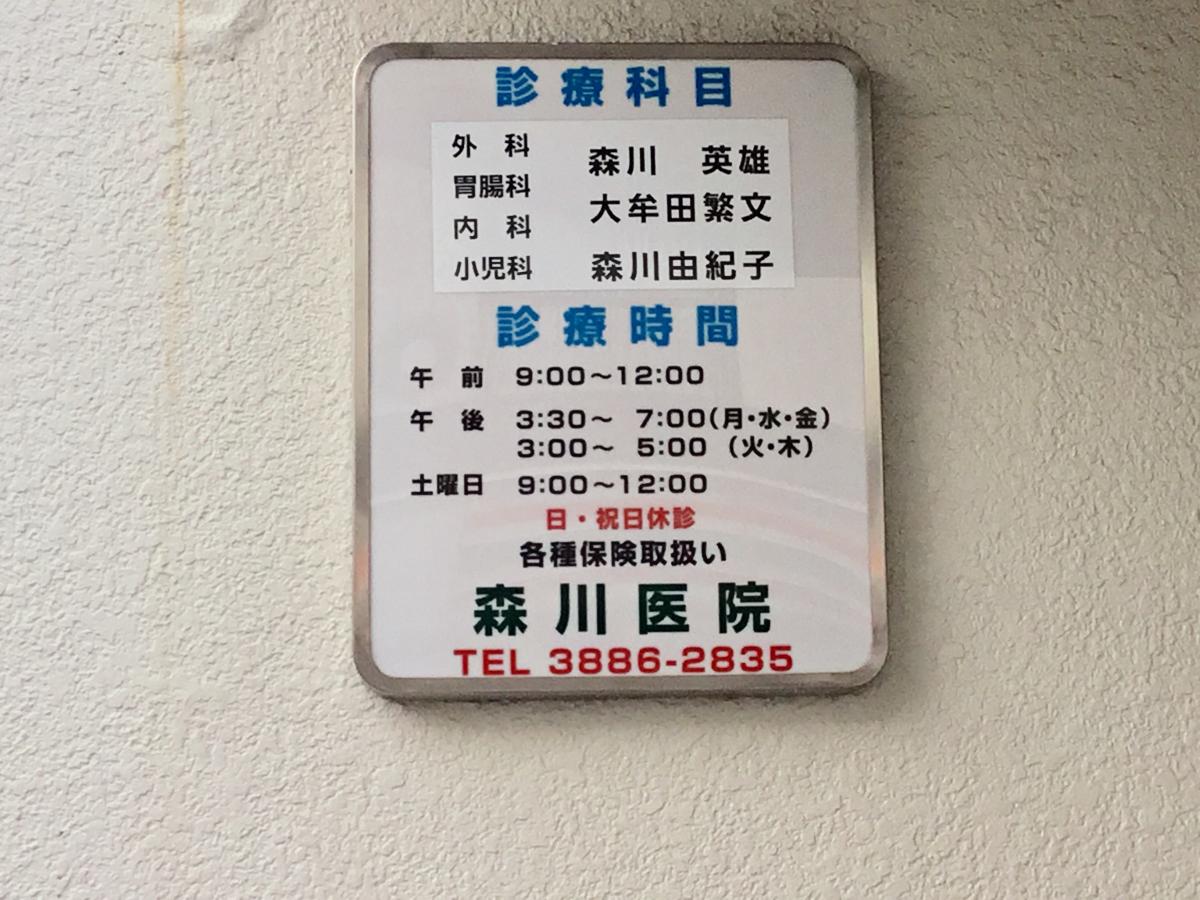 診療科目
外科
森川 英雄
胃腸科
大牟田繁文
内科
小児科
森川由紀子
診療時間
午前 9:00～12:00
午後 3:30～ 7:00(月・水・金)
3:00～ 5:00 (火・木)
土曜日 9:00～12:00
日・祝日休診
各種保険取扱い
森川医院
TEL 3886-2835